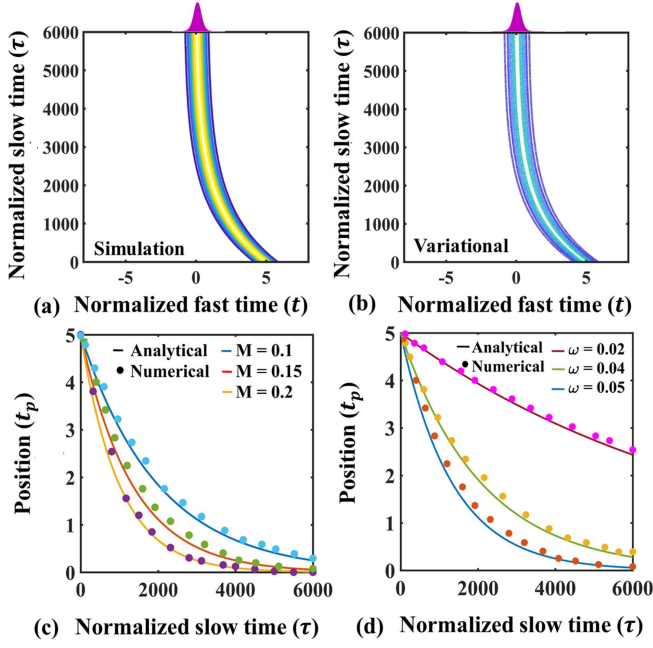 6000
5000
4000
3000
2000
1000
0
Normalized slow time (τ)
Simulation
-5
0
5
(a) Normalized fast time (t)
6000
5000
4000
3000
2000
1000
0
Normalized slow time (τ)
Variational
-5
0
5
(b) Normalized fast time (t)
5
4
3
2
1
0
Position (tₚ)
Analytical
Numerical
M = 0.1
M = 0.15
M = 0.2
0
2000
4000
6000
(c) Normalized slow time (τ)
5
4
3
2
1
0
Position (tₚ)
Analytical
Numerical
ω = 0.02
ω = 0.04
ω = 0.05
0
2000
4000
6000
(d) Normalized slow time (τ)